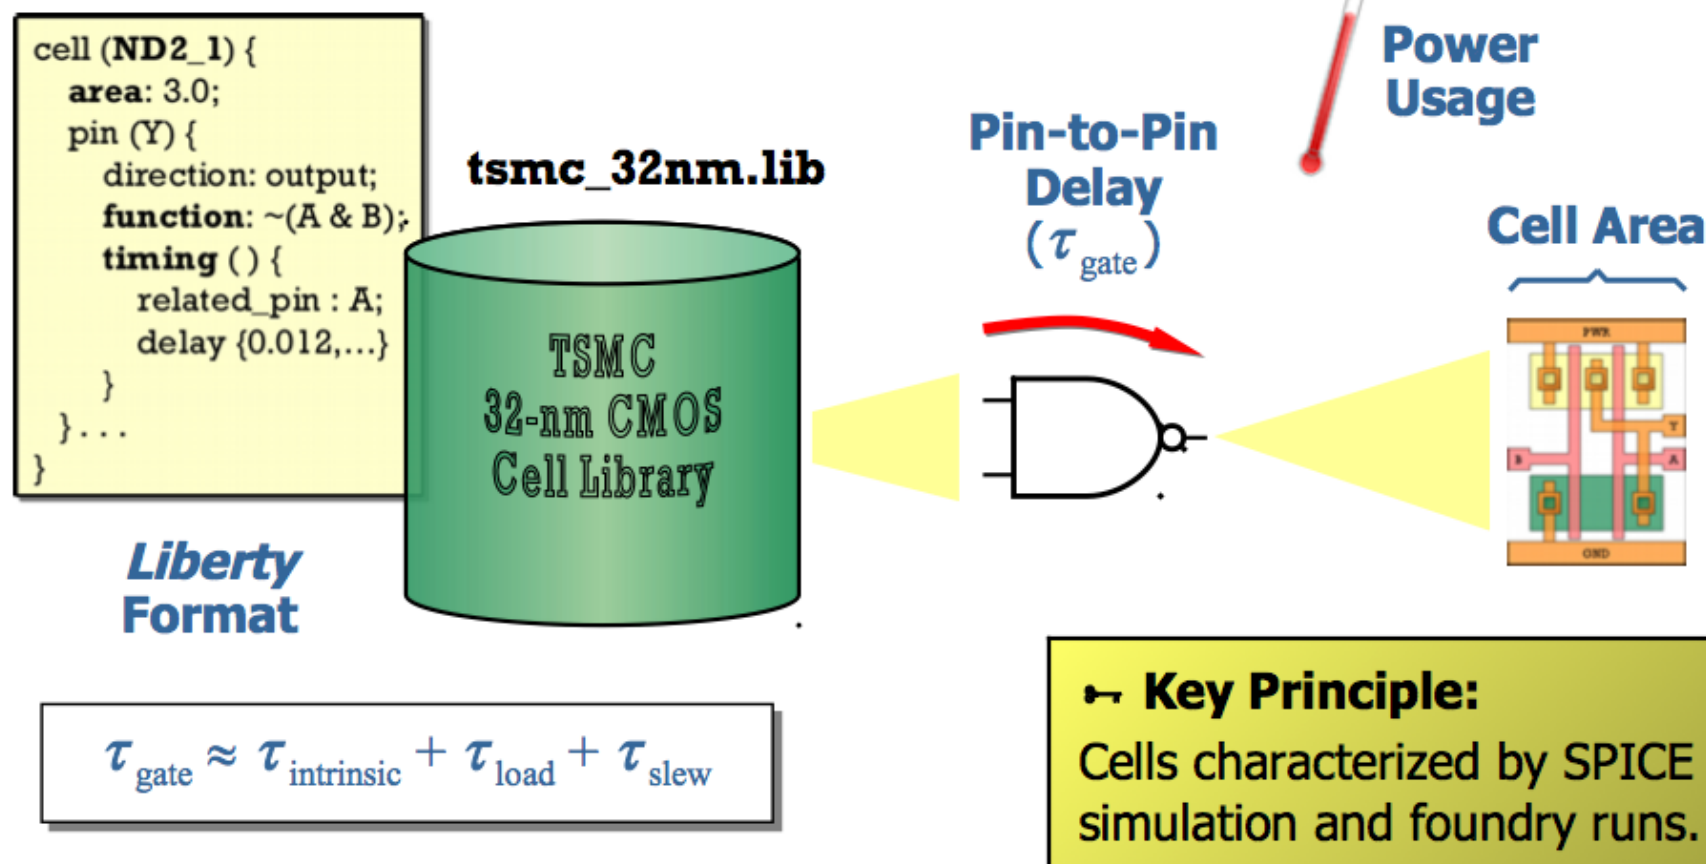 cell (ND2_1) {
area: 3.0;
pin (Y) {
direction: output;
function: ~(A & B);
timing () {
related_pin : A;
delay {0.012,...}
}
}...
}
Liberty
Format
tsmc_32nm.lib
TSMC
32-nm CMOS
Cell Library
τgate ≈ τintrinsic + τload + τslew
Pin-to-Pin
Delay
(τgate)
Power
Usage
Cell Area
PWR
Y
B
A
GND
Key Principle:
Cells characterized by SPICE
simulation and foundry runs.